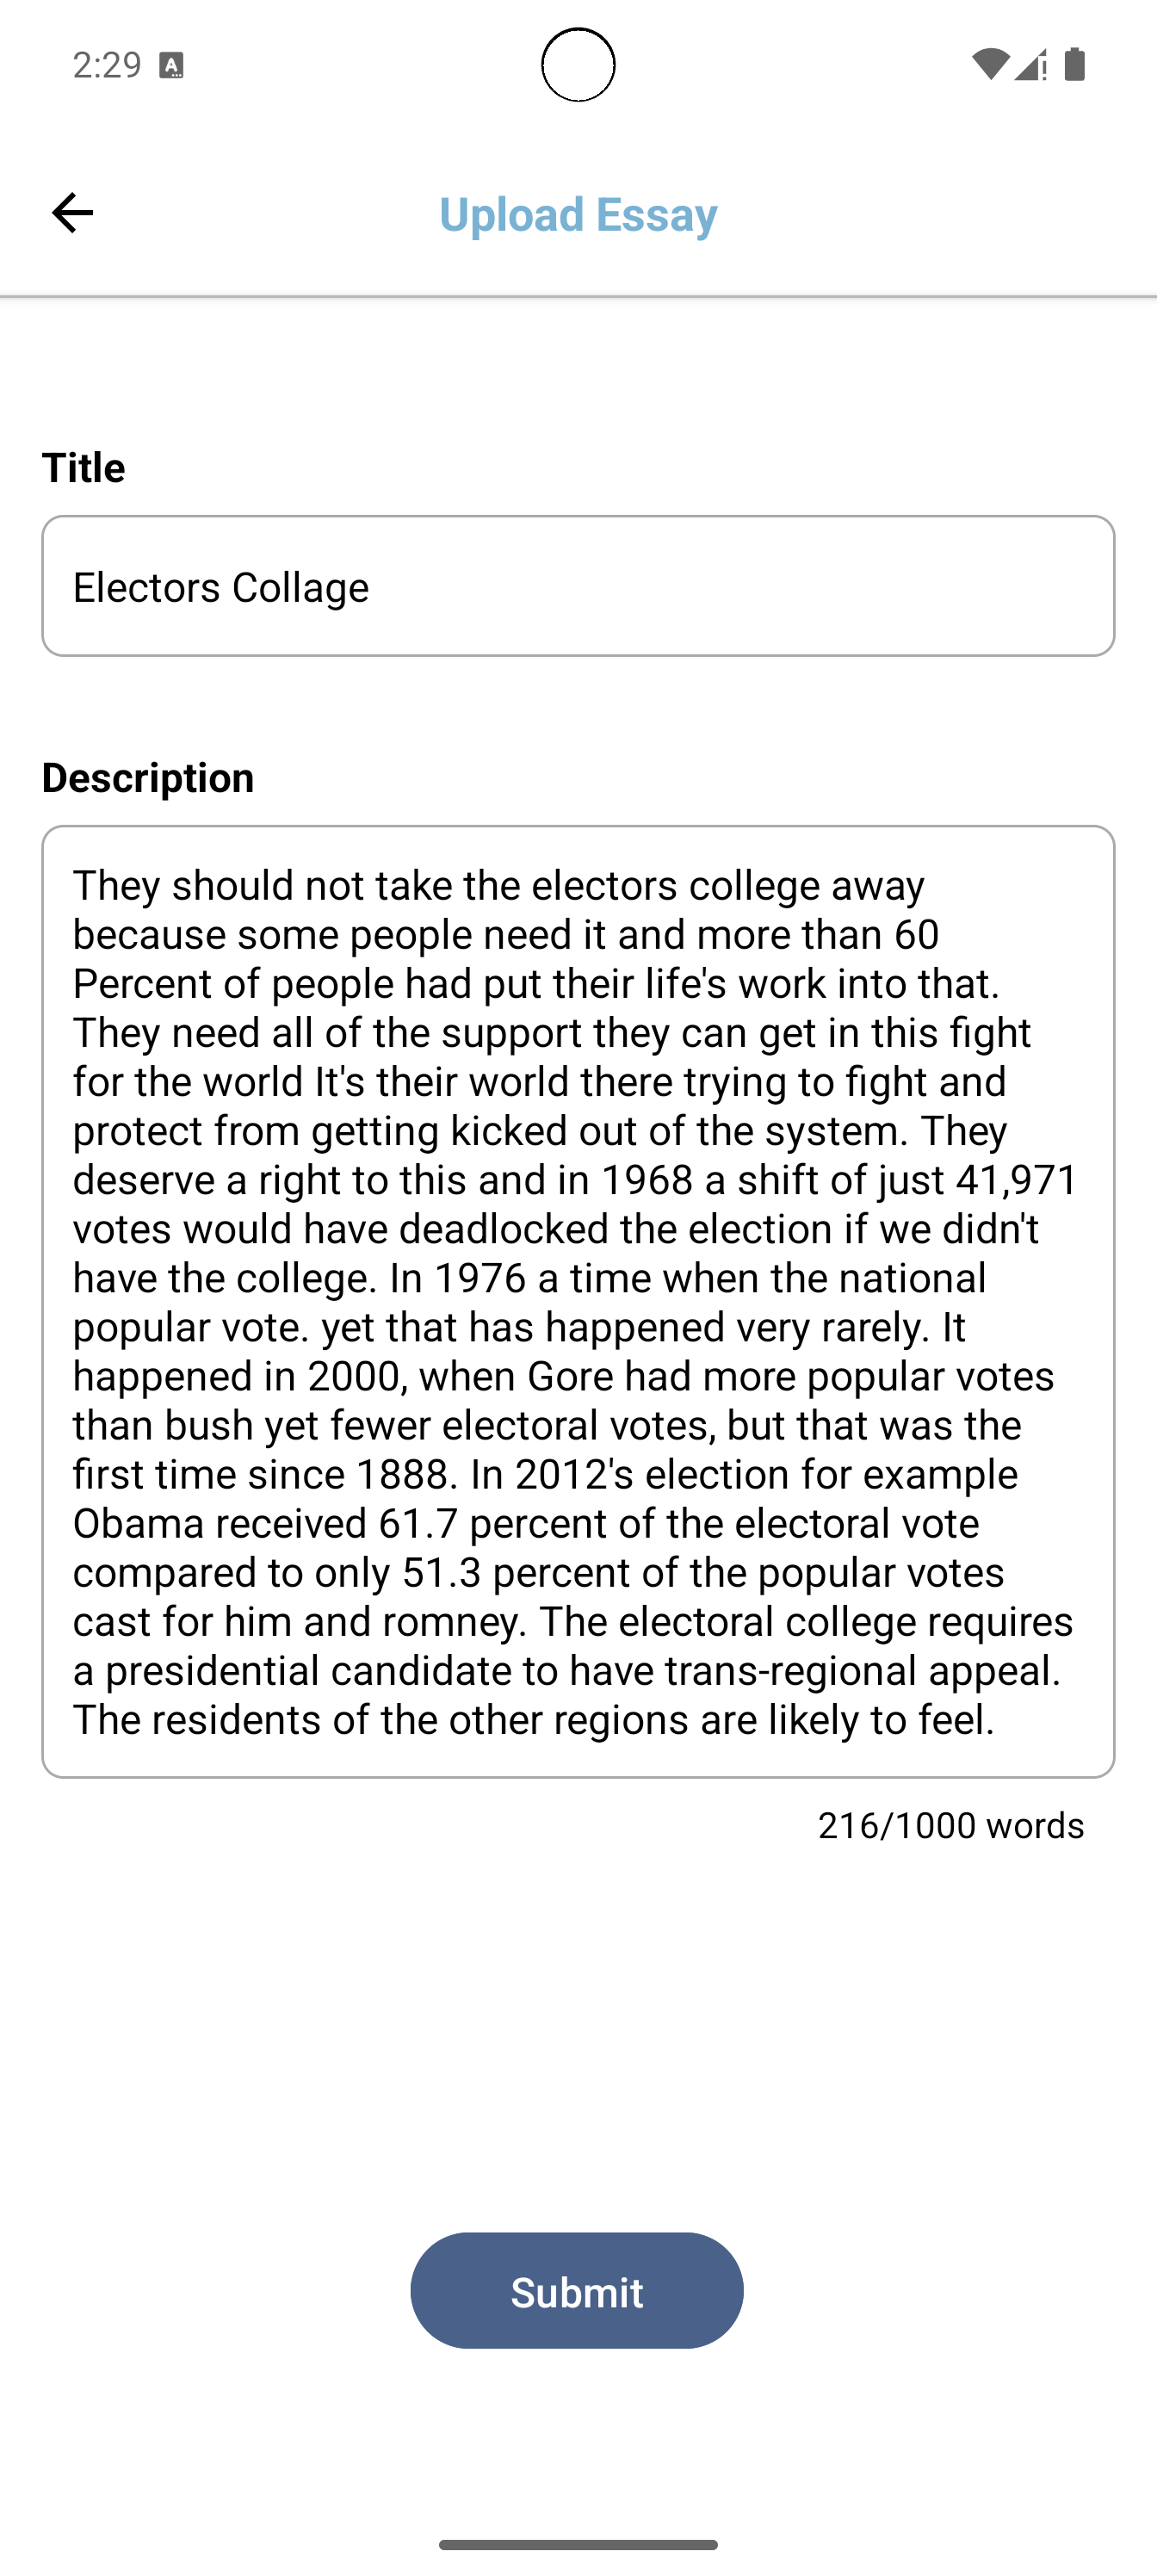 2:29
Upload Essay
Title
Electors Collage
Description
They should not take the electors college away
because some people need it and more than 60
Percent of people had put their life's work into that.
They need all of the support they can get in this fight
for the world It's their world there trying to fight and
protect from getting kicked out of the system. They
deserve a right to this and in 1968 a shift of just 41,971
votes would have deadlocked the election if we didn't
have the college. In 1976 a time when the national
popular vote. yet that has happened very rarely. It
happened in 2000, when Gore had more popular votes
than bush yet fewer electoral votes, but that was the
first time since 1888. In 2012's election for example
Obama received 61.7 percent of the electoral vote
compared to only 51.3 percent of the popular votes
cast for him and romney. The electoral college requires
a presidential candidate to have trans-regional appeal.
The residents of the other regions are likely to feel.
216/1000 words
Submit